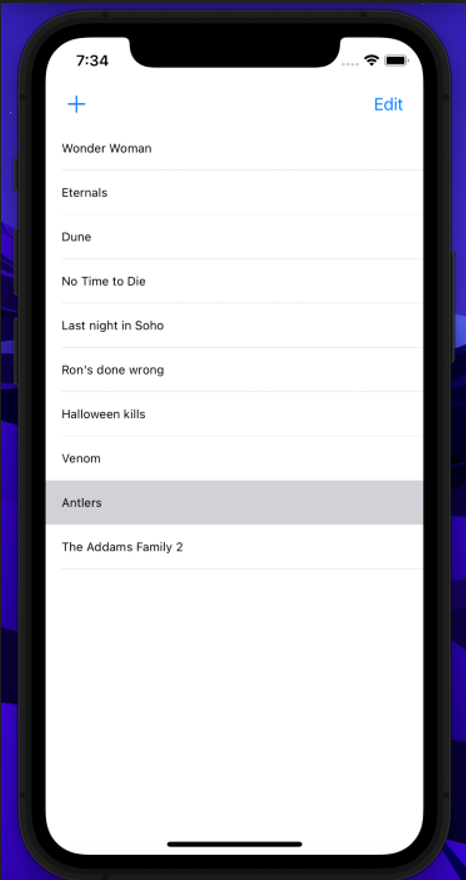 7:34
+ Edit
Wonder Woman
Eternals
Dune
No Time to Die
Last night in Soho
Ron's done wrong
Halloween kills
Venom
Antlers
The Addams Family 2